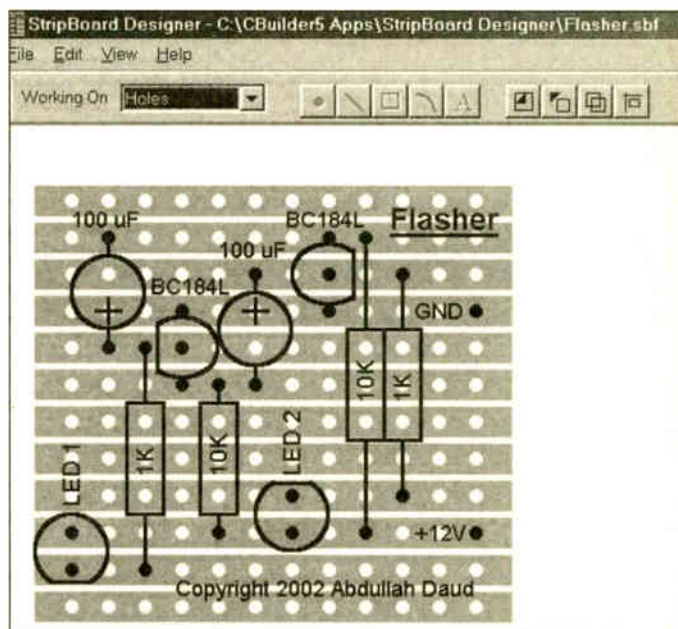 StripBoard Designer - C:\CBuilder5 Apps\StripBoard Designer\Flasher.sbf
File Edit View Help
Working On Holes
A
100 uF
BC184L
Flasher
100 uF
BC184L
GND
10K
1K
LED 1
1K
10K
LED 2
+12V
Copyright 2002 Abdullah Daud